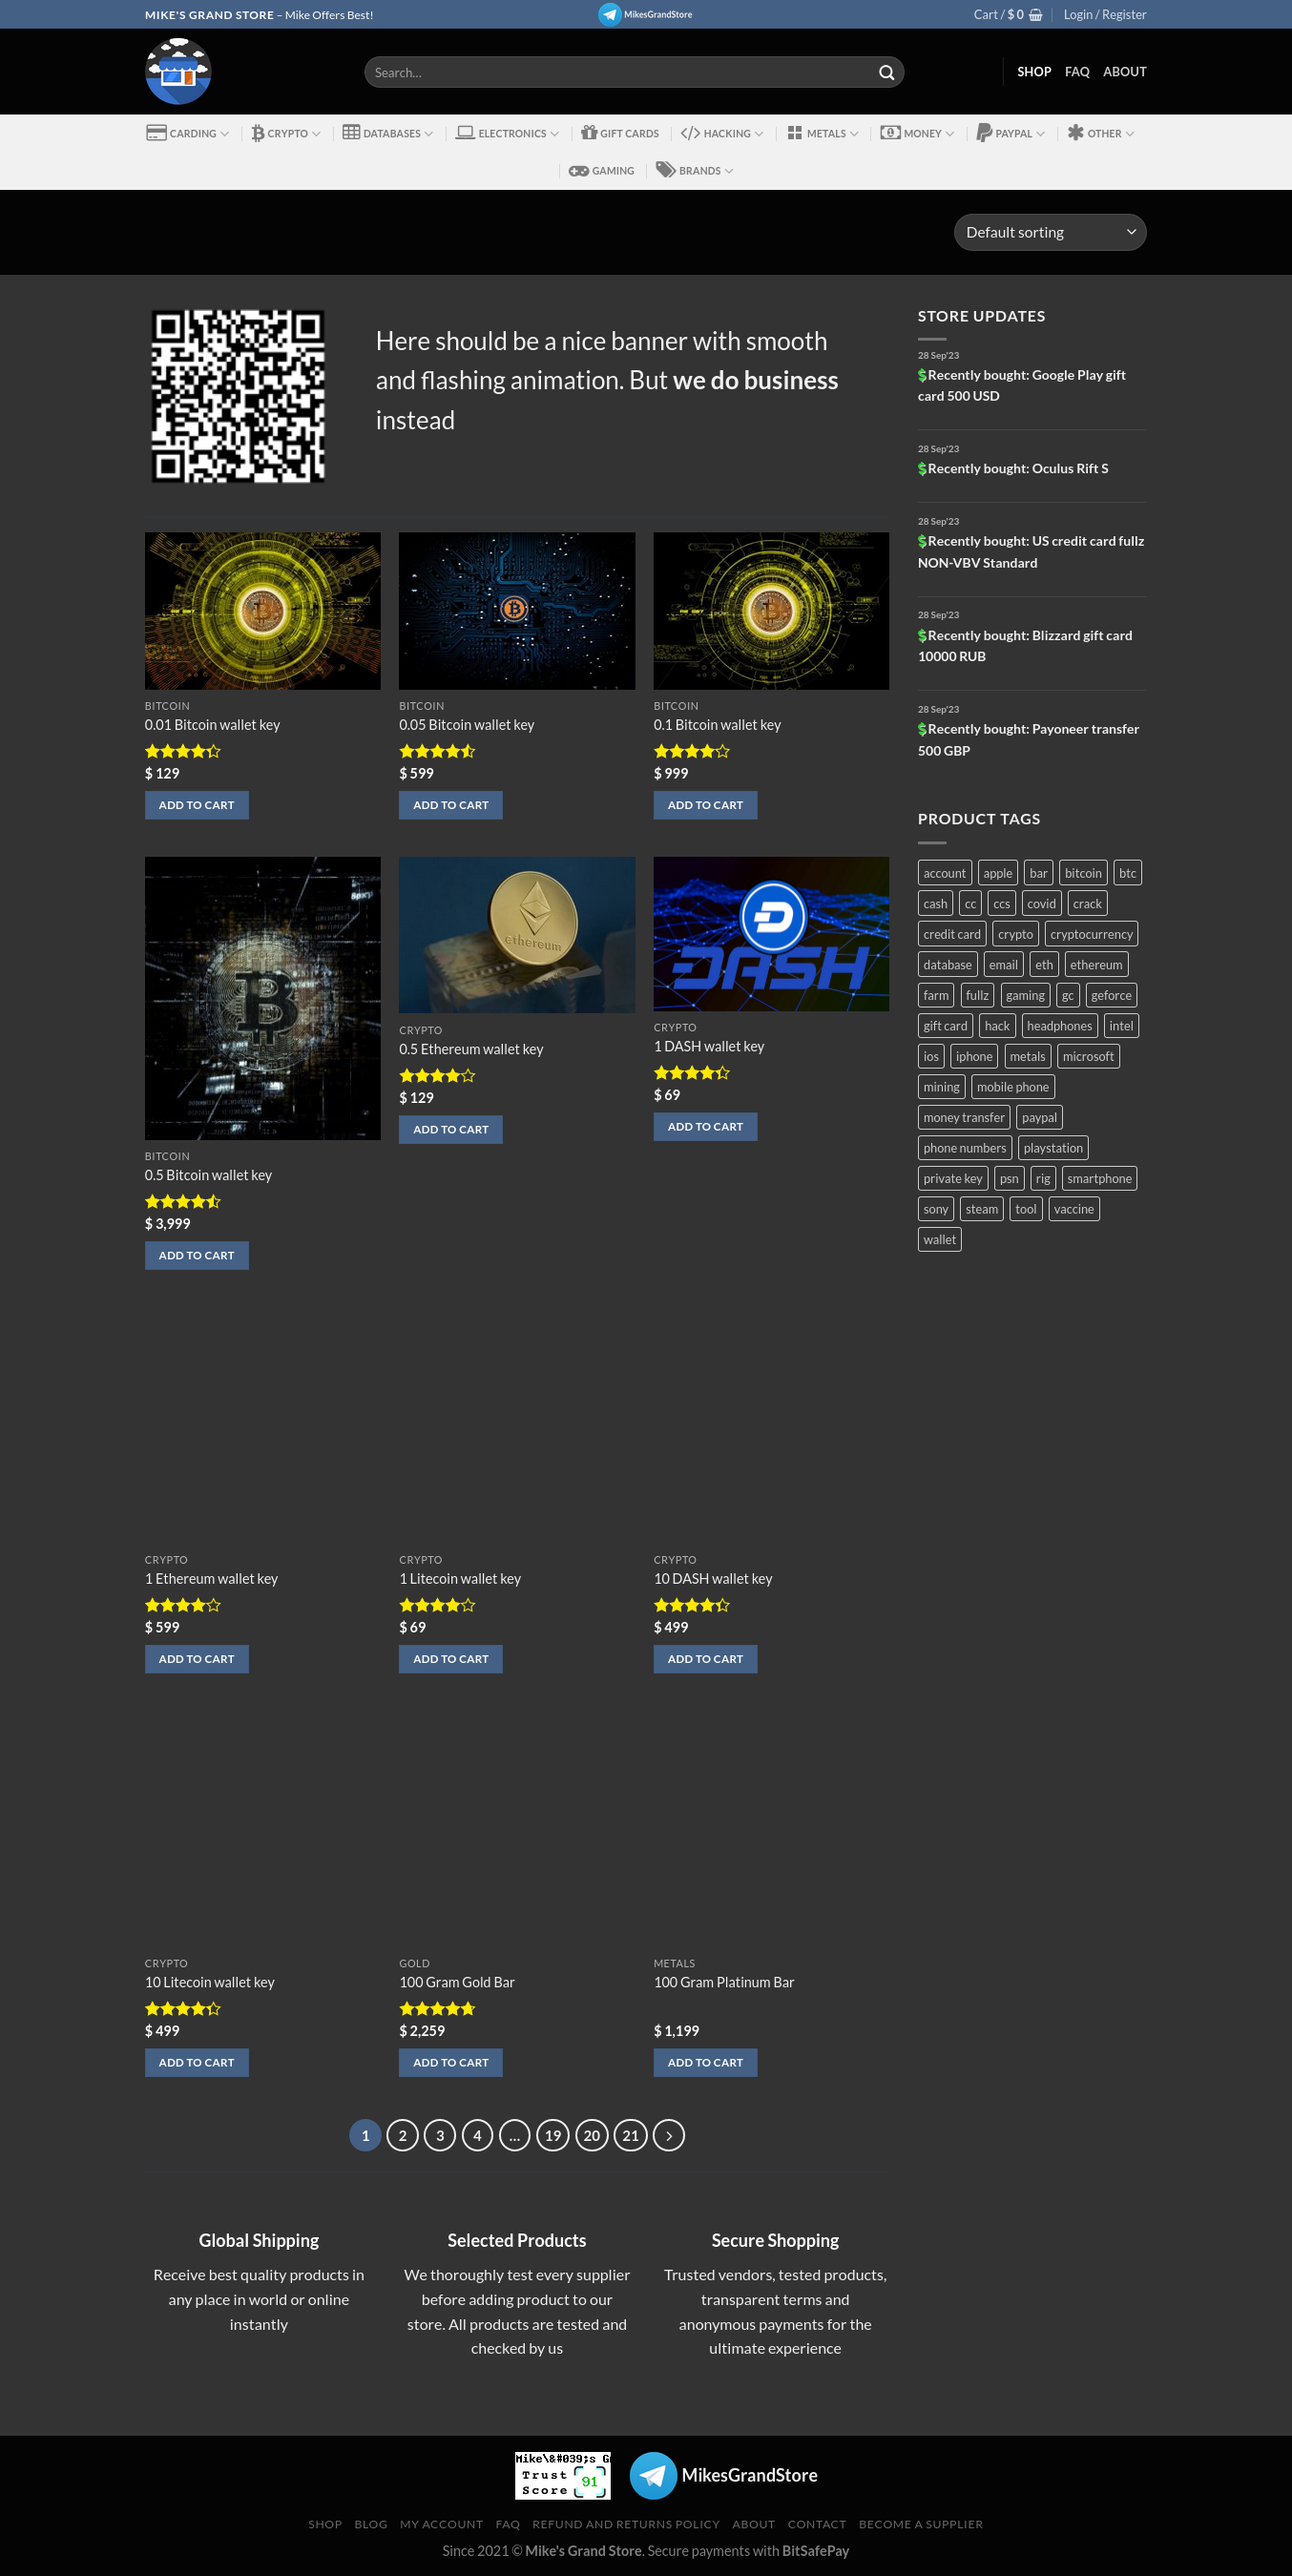 MIKE'S GRAND STORE – Mike Offers Best!
MikesGrandStore
Cart / $ 0
Login / Register
Search...
SHOP FAQ ABOUT
CARDING CRYPTO DATABASES ELECTRONICS GIFT CARDS HACKING METALS MONEY PAYPAL OTHER
GAMING BRANDS
Default sorting
Here should be a nice banner with smooth
and flashing animation. But we do business
instead
BITCOIN
0.01 Bitcoin wallet key
$ 129
ADD TO CART
BITCOIN
0.05 Bitcoin wallet key
$ 599
ADD TO CART
BITCOIN
0.1 Bitcoin wallet key
$ 999
ADD TO CART
BITCOIN
0.5 Bitcoin wallet key
$ 3,999
ADD TO CART
ethereum
CRYPTO
0.5 Ethereum wallet key
$ 129
ADD TO CART
DASH
CRYPTO
1 DASH wallet key
$ 69
ADD TO CART
CRYPTO
1 Ethereum wallet key
$ 599
ADD TO CART
CRYPTO
1 Litecoin wallet key
$ 69
ADD TO CART
CRYPTO
10 DASH wallet key
$ 499
ADD TO CART
CRYPTO
10 Litecoin wallet key
$ 499
ADD TO CART
GOLD
100 Gram Gold Bar
$ 2,259
ADD TO CART
METALS
100 Gram Platinum Bar
$ 1,199
ADD TO CART
1 2 3 4 … 19 20 21
STORE UPDATES
28 Sep'23
Recently bought: Google Play gift
card 500 USD
28 Sep'23
Recently bought: Oculus Rift S
28 Sep'23
Recently bought: US credit card fullz
NON-VBV Standard
28 Sep'23
Recently bought: Blizzard gift card
10000 RUB
28 Sep'23
Recently bought: Payoneer transfer
500 GBP
PRODUCT TAGS
account apple bar bitcoin btc
cash cc ccs covid crack
credit card crypto cryptocurrency
database email eth ethereum
farm fullz gaming gc geforce
gift card hack headphones intel
ios iphone metals microsoft
mining mobile phone
money transfer paypal
phone numbers playstation
private key psn rig smartphone
sony steam tool vaccine
wallet
Global Shipping
Receive best quality products in
any place in world or online
instantly
Selected Products
We thoroughly test every supplier
before adding product to our
store. All products are tested and
checked by us
Secure Shopping
Trusted vendors, tested products,
transparent terms and
anonymous payments for the
ultimate experience
Mike\&#039;s G
Trust
Score
91
MikesGrandStore
SHOP BLOG MY ACCOUNT FAQ REFUND AND RETURNS POLICY ABOUT CONTACT BECOME A SUPPLIER
Since 2021 © Mike's Grand Store. Secure payments with BitSafePay